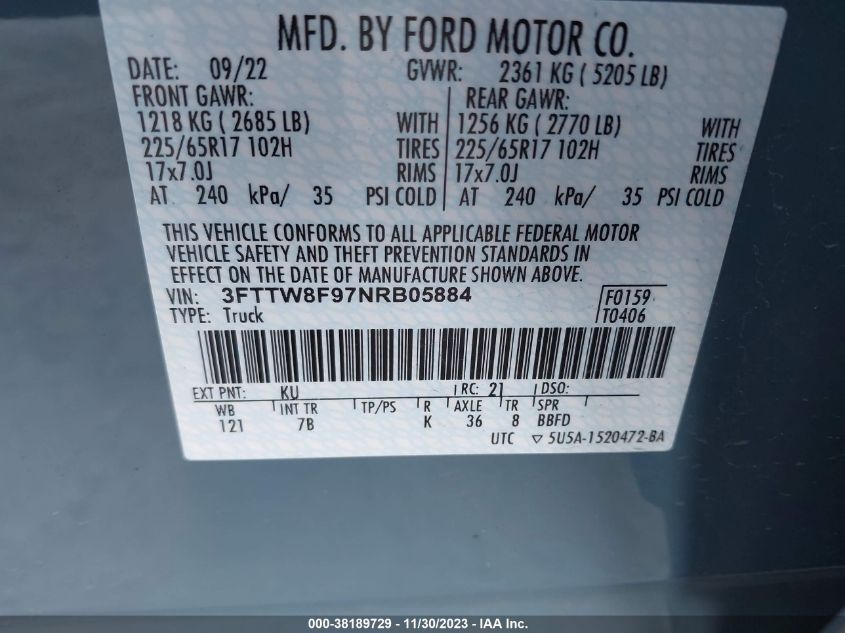 MFD. BY FORD MOTOR CO.
DATE: 09/22 GVWR: 2361 KG ( 5205 LB)
FRONT GAWR: REAR GAWR:
1218 KG ( 2685 LB) WITH 1256 KG ( 2770 LB) WITH
225/65R17 102H TIRES 225/65R17 102H TIRES
17x7.0J RIMS 17x7.0J RIMS
AT 240 kPa/ 35 PSI COLD AT 240 kPa/ 35 PSI COLD
THIS VEHICLE CONFORMS TO ALL APPLICABLE FEDERAL MOTOR
VEHICLE SAFETY AND THEFT PREVENTION STANDARDS IN
EFFECT ON THE DATE OF MANUFACTURE SHOWN ABOVE.
VIN: 3FTTW8F97NRB05884 F0159
TYPE: Truck T0406
EXT PNT: KU RC: 21 DSO:
WB INT TR TP/PS R AXLE TR SPR
121 7B K 36 8 BBFD
UTC ▽ 5U5A-1520472-BA
000-38189729 - 11/30/2023 - IAA Inc.